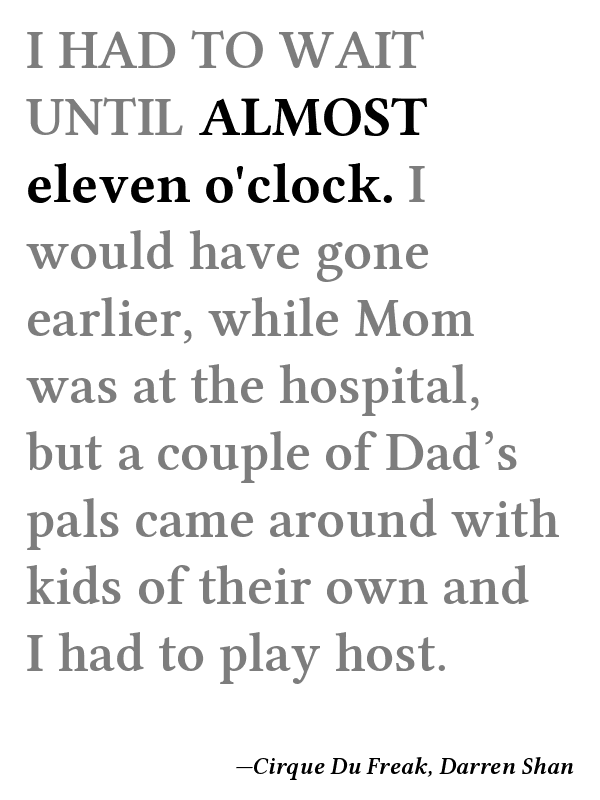 I HAD TO WAIT
UNTIL ALMOST
eleven o'clock. I
would have gone
earlier, while Mom
was at the hospital,
but a couple of Dad’s
pals came around with
kids of their own and
I had to play host.
—Cirque Du Freak, Darren Shan